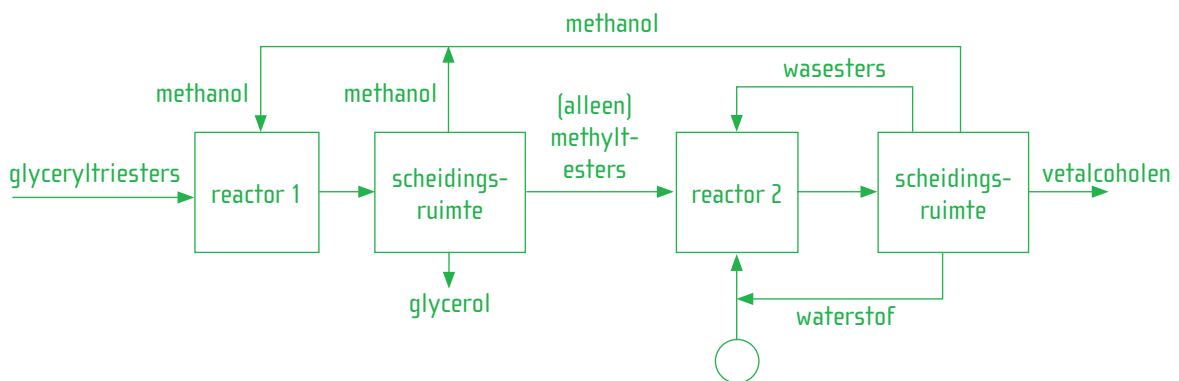 methanol
wasesters
methanol
methanol
(alleen)
methylt-
esters
glyceryltriesters
reactor 1
scheidings-
ruimte
reactor 2
scheidings-
ruimte
vetalcoholen
glycerol
waterstof